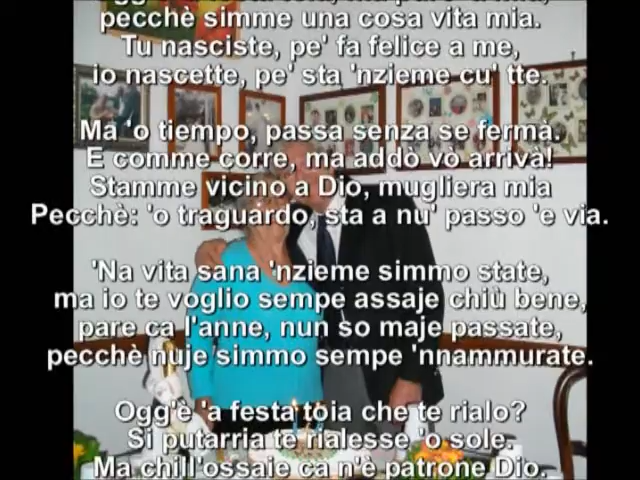 pecchè simme una cosa vita mia.
Tu nasciste, pe' fa felice a me,
io nascette, pe' sta 'nzieme cu' tte.
Ma 'o tiempo, passa senza se fermà.
E comme corre, ma addò vò arrivà!
Stamme vicino a Dio, mugliera mia
Pecchè: 'o traguardo, sta a nu' passo 'e via.
'Na vita sana 'nzieme simmo state,
ma io te voglio sempe assaje chiù bene,
pare ca l'anne, nun so maje passate,
pecchè nuje simmo sempe 'nnammurate.
Ogg'è 'a festa toia che te rialo?
Si putarria te rialesse 'o sole.
Ma chill'ossaie ca n'è patrone Dio.